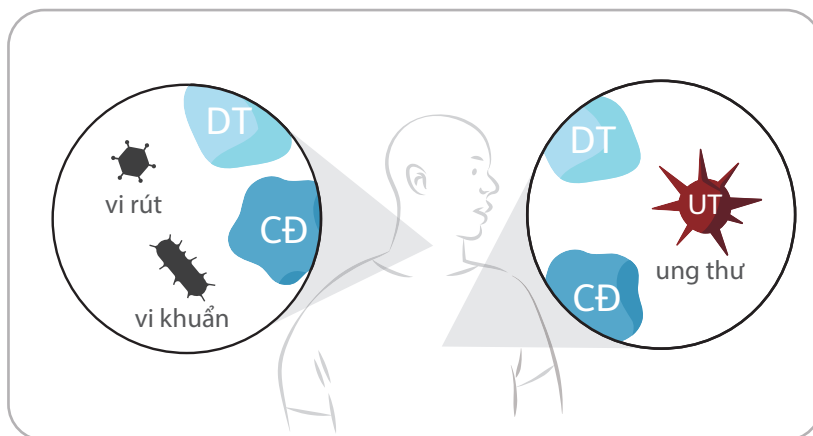 DT
vi rút
CĐ
vi khuẩn
DT
UT
ung thư
CĐ